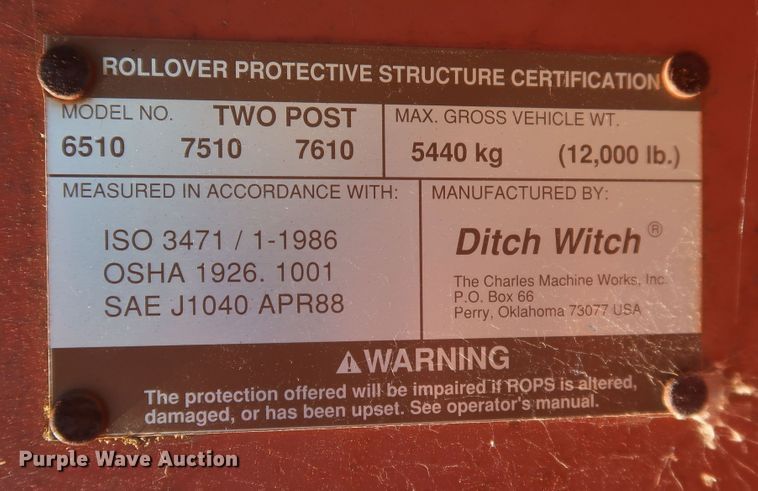 ROLLOVER PROTECTIVE STRUCTURE CERTIFICATION
MODEL NO. TWO POST
6510 7510 7610
MAX. GROSS VEHICLE WT.
5440 kg (12,000 lb.)
MEASURED IN ACCORDANCE WITH:
ISO 3471 / 1-1986
OSHA 1926. 1001
SAE J1040 APR88
MANUFACTURED BY:
Ditch Witch®
The Charles Machine Works, Inc.
P.O. Box 66
Perry, Oklahoma 73077 USA
⚠WARNING
The protection offered will be impaired if ROPS is altered,
damaged, or has been upset. See operator's manual.
Purple Wave Auction